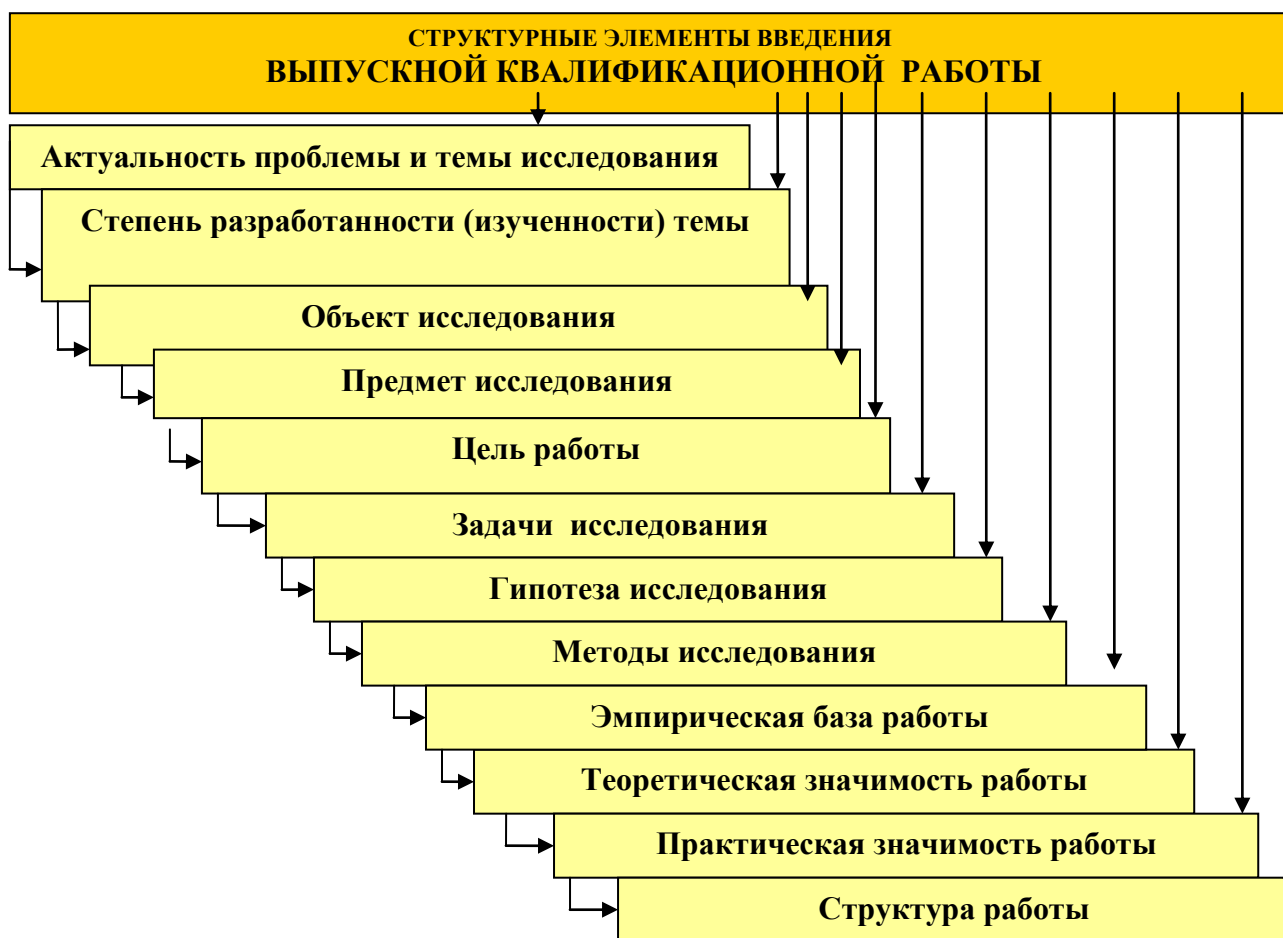 СТРУКТУРНЫЕ ЭЛЕМЕНТЫ ВВЕДЕНИЯ
ВЫПУСКНОЙ КВАЛИФИКАЦИОННОЙ РАБОТЫ
Актуальность проблемы и темы исследования
Степень разработанности (изученности) темы
Объект исследования
Предмет исследования
Цель работы
Задачи исследования
Гипотеза исследования
Методы исследования
Эмпирическая база работы
Теоретическая значимость работы
Практическая значимость работы
Структура работы